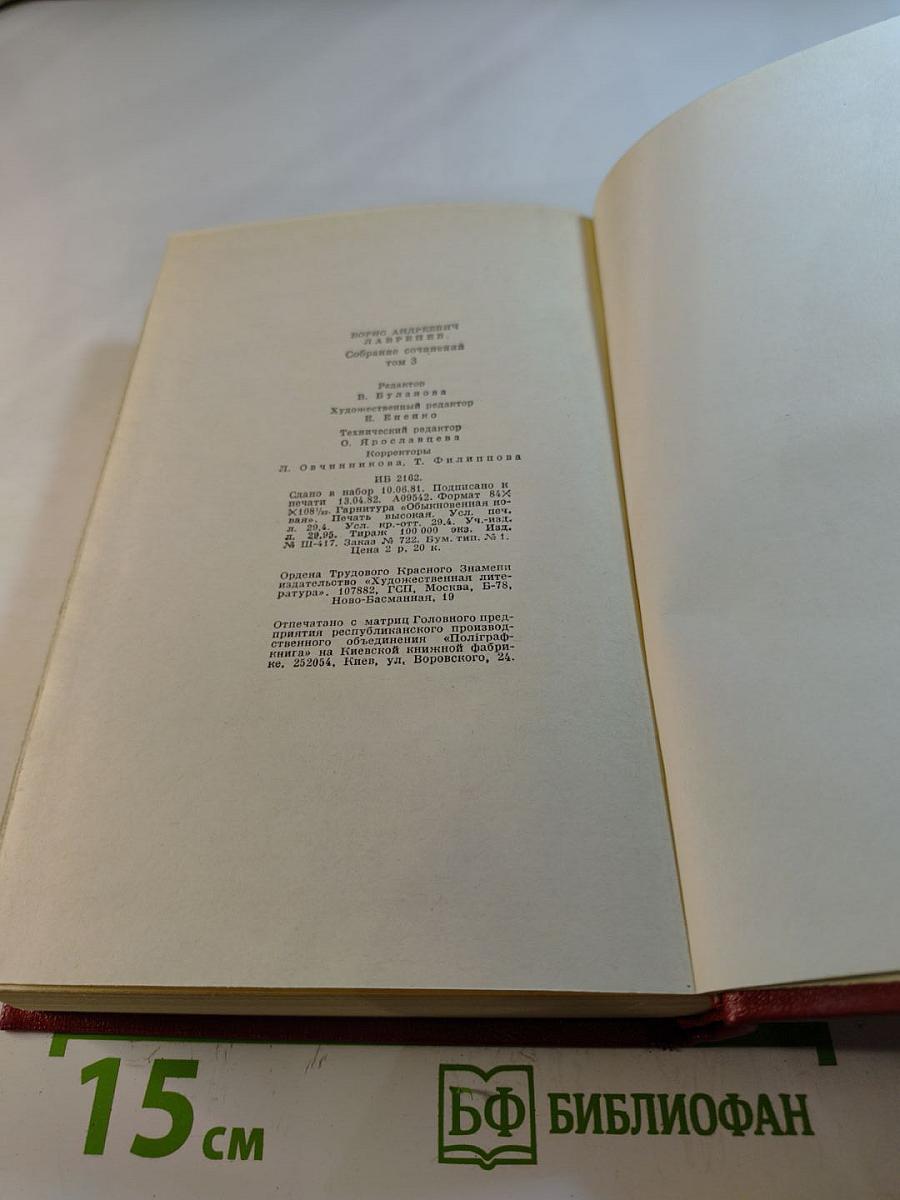 БОРИС АНДРЕЕВИЧ
ЛАВРЕНЕВ.
Собрание сочинений
том 3
Редактор
В. Буланова
Художественный редактор
Е. Ененко
Технический редактор
О. Ярославцева
Корректоры
Л. Овчинникова, Т. Филиппова
ИБ 2162.
Сдано в набор 10.06.81. Подписано к
печати 13.04.82. А09542. Формат 84×
×108¹/₃₂. Гарнитура «Обыкновенная но-
вая». Печать высокая. Усл. печ.
л. 29,4. Усл. кр.-отт. 29,4. Уч.-изд.
л. 29,95. Тираж 100 000 экз. Изд.
№ III-417. Заказ № 722. Бум. тип. № 1.
Цена 2 р. 20 к.
Ордена Трудового Красного Знамени
издательство «Художественная лите-
ратура». 107882, ГСП, Москва, Б-78,
Ново-Басманная, 19
Отпечатано с матриц Головного пред-
приятия республиканского производ-
ственного объединения «Полiграф-
книга» на Киевской книжной фабри-
ке. 252054, Киев, ул. Воровского, 24.
15 см
БФ БИБЛИОФАН